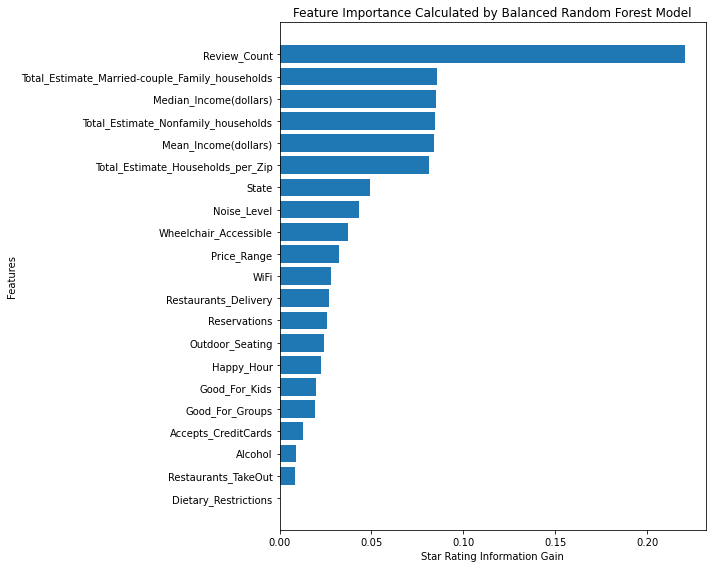 Feature Importance Calculated by Balanced Random Forest Model
Features
Review_Count
Total_Estimate_Married-couple_Family_households
Median_Income(dollars)
Total_Estimate_Nonfamily_households
Mean_Income(dollars)
Total_Estimate_Households_per_Zip
State
Noise_Level
Wheelchair_Accessible
Price_Range
WiFi
Restaurants_Delivery
Reservations
Outdoor_Seating
Happy_Hour
Good_For_Kids
Good_For_Groups
Accepts_CreditCards
Alcohol
Restaurants_TakeOut
Dietary_Restrictions
0.00 0.05 0.10 0.15 0.20
Star Rating Information Gain